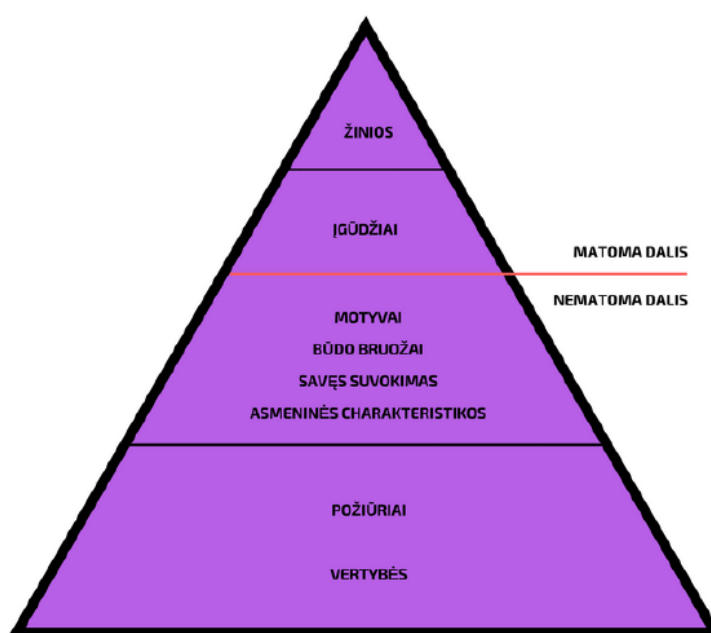 ŽINIOS
ĮGŪDŽIAI
MATOMA DALIS
NEMATOMA DALIS
MOTYVAI
BŪDO BRUOŽAI
SAVĘS SUVOKIMAS
ASMENINĖS CHARAKTERISTIKOS
POŽIŪRIAI
VERTYBĖS